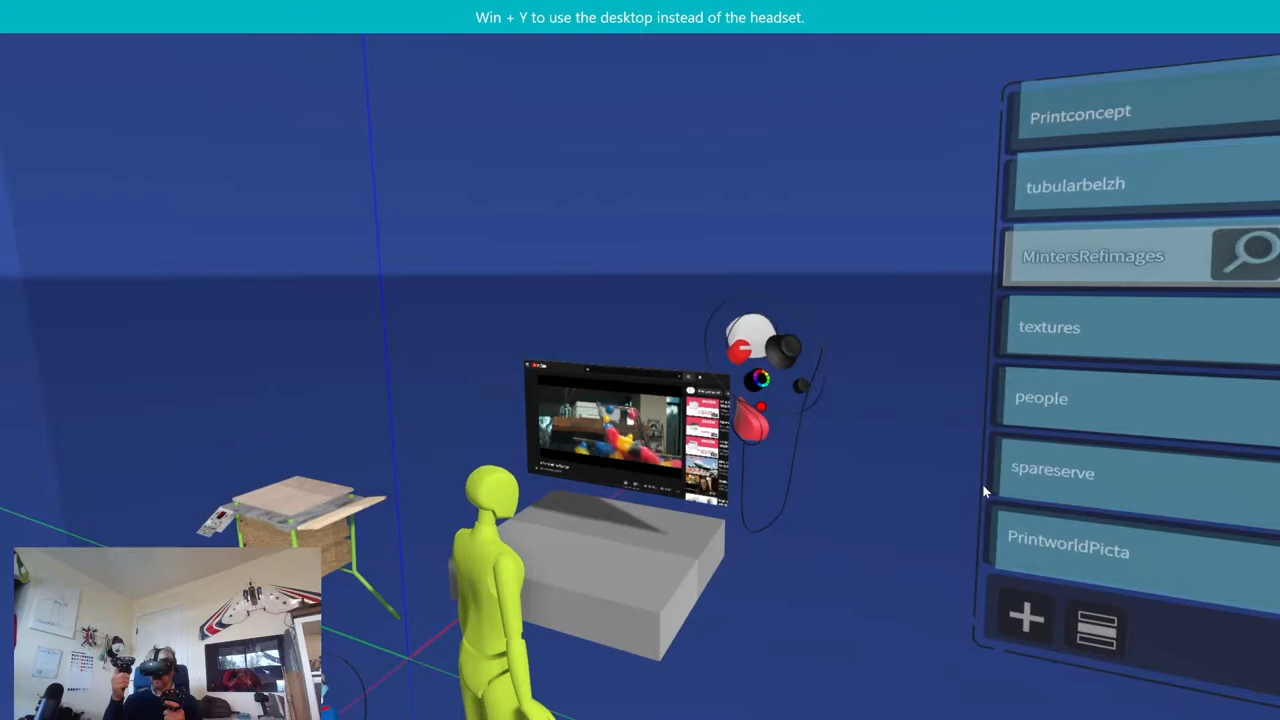 Win + Y to use the desktop instead of the headset.
Printconcept
tubularbelzh
MintersRefimages
textures
people
spareserve
PrintworldPicta